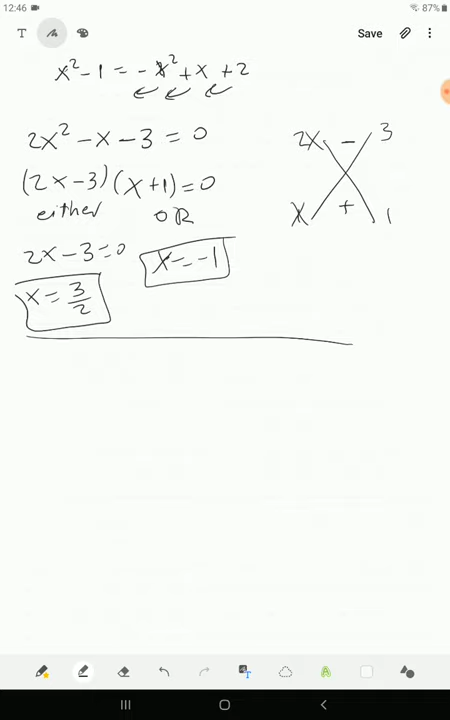 12:46 87%
T Save
x² - 1 = - x² + x + 2
2x² - x - 3 = 0
(2x - 3) (x + 1) = 0
either OR
2x - 3 = 0 x = -1
x = 3/2
2x - 3
x + 1